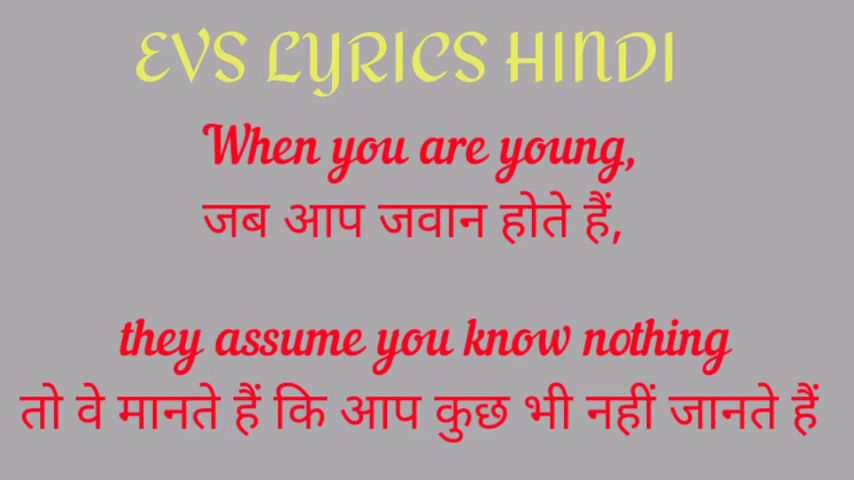 EVS LYRICS HINDI
When you are young,
जब आप जवान होते हैं,
they assume you know nothing
तो वे मानते हैं कि आप कुछ भी नहीं जानते हैं